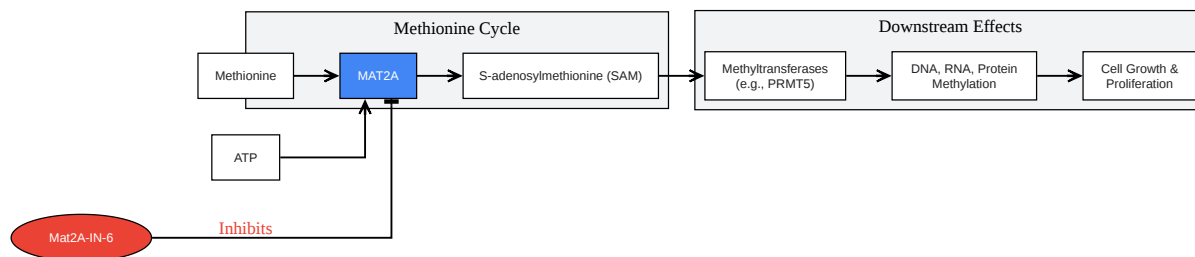 Methionine Cycle
Downstream Effects
Methionine
MAT2A
S-adenosylmethionine (SAM)
Methyltransferases
(e.g., PRMT5)
DNA, RNA, Protein
Methylation
Cell Growth &
Proliferation
ATP
Mat2A-IN-6
Inhibits